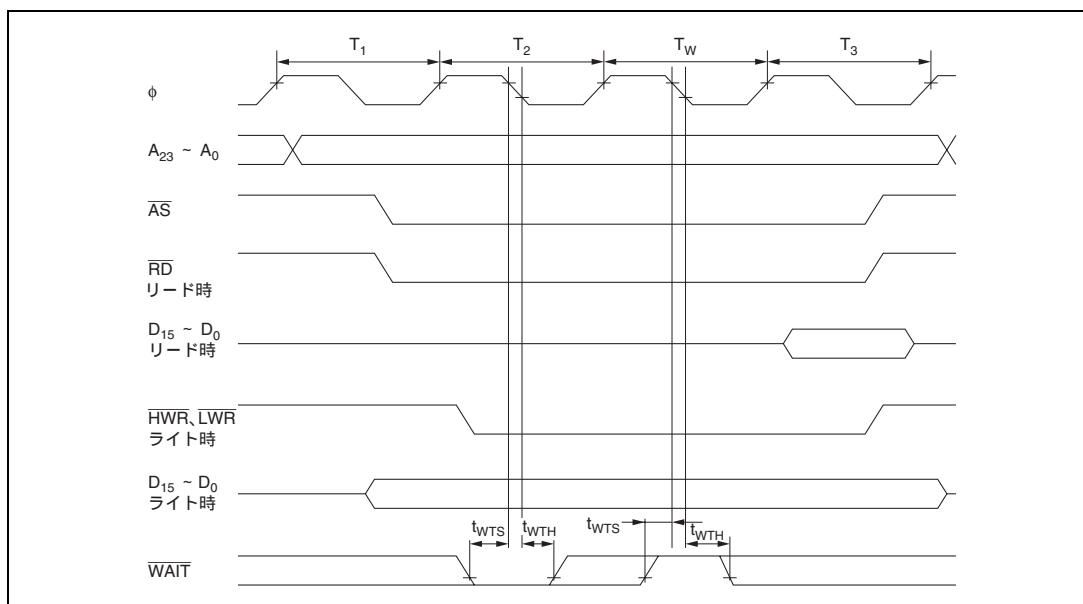 T1 T2 TW T3
φ
A23 ~ A0
AS
RD
リード時
D15 ~ D0
リード時
HWR、LWR
ライト時
D15 ~ D0
ライト時
tWTS tWTH tWTS tWTH
WAIT